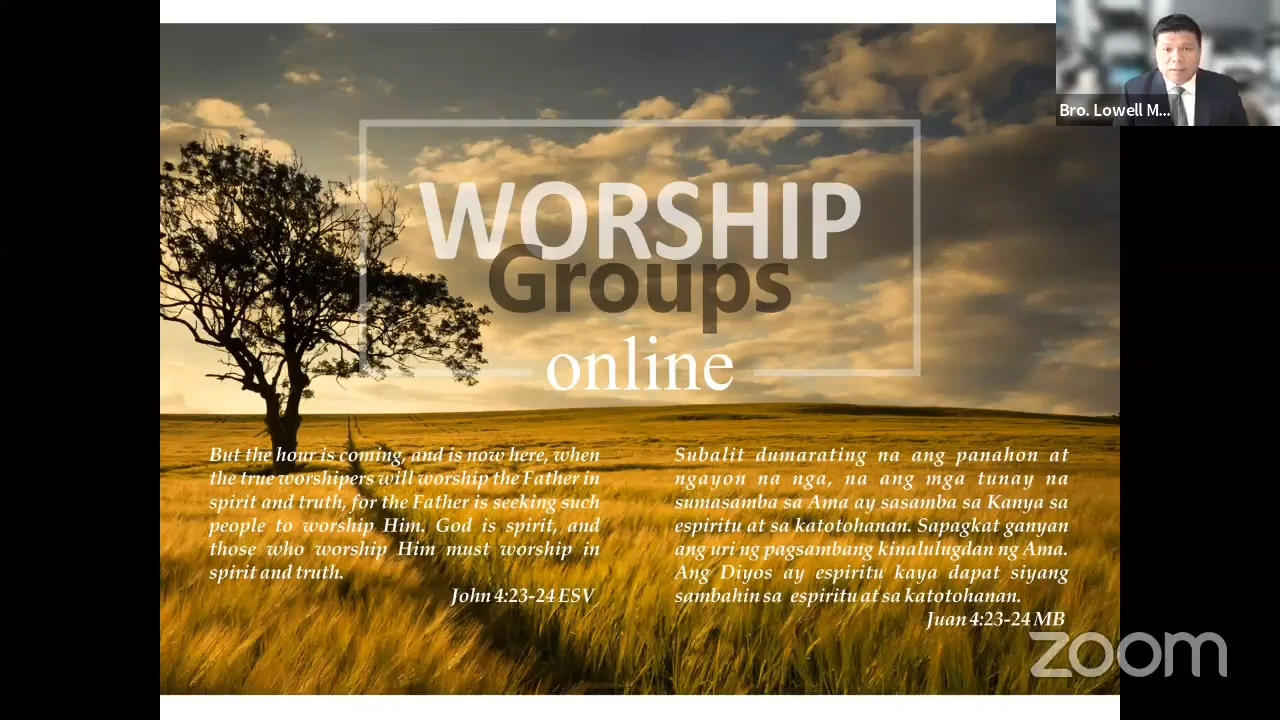 Bro. Lowell M...
WORSHIP
Groups
online
But the hour is coming, and is now here, when
the true worshipers will worship the Father in
spirit and truth, for the Father is seeking such
people to worship Him. God is spirit, and
those who worship Him must worship in
spirit and truth.
John 4:23-24 ESV
Subalit dumarating na ang panahon at
ngayon na nga, na ang mga tunay na
sumasamba sa Ama ay sasamba sa Kanya sa
espiritu at sa katotohanan. Sapagkat ganyan
ang uri ng pagsambang kinalulugdan ng Ama.
Ang Diyos ay espiritu kaya dapat siyang
sambahin sa espiritu at sa katotohanan.
Juan 4:23-24 MB
zoom